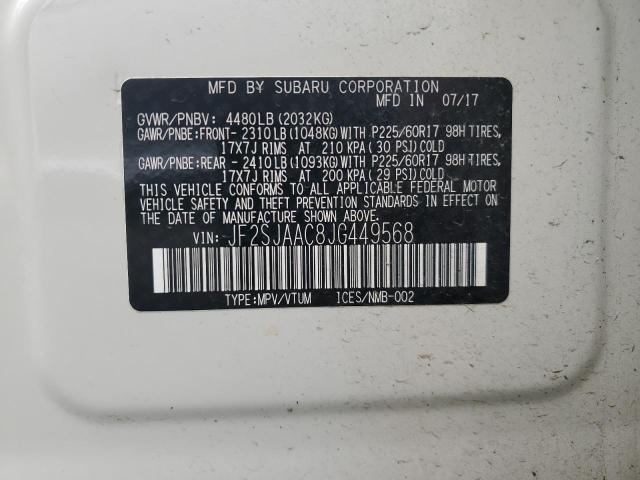 MFD BY SUBARU CORPORATION
MFD IN 07/17
GVWR/PNBV: 4480LB (2032KG)
GAWR/PNBE:FRONT- 2310LB(1048KG)WITH P225/60R17 98H TIRES,
17X7J RIMS AT 210 KPA ( 30 PSI) COLD
GAWR/PNBE:REAR - 2410LB(1093KG)WITH P225/60R17 98H TIRES,
17X7J RIMS AT 200 KPA ( 29 PSI) COLD
THIS VEHICLE CONFORMS TO ALL APPLICABLE FEDERAL MOTOR
VEHICLE SAFETY AND THEFT PREVENTION STANDARDS IN EFFECT ON
THE DATE OF MANUFACTURE SHOWN ABOVE.
VIN: JF2SJAAC8JG449568
TYPE:MPV/VTUM ICES/NMB-002